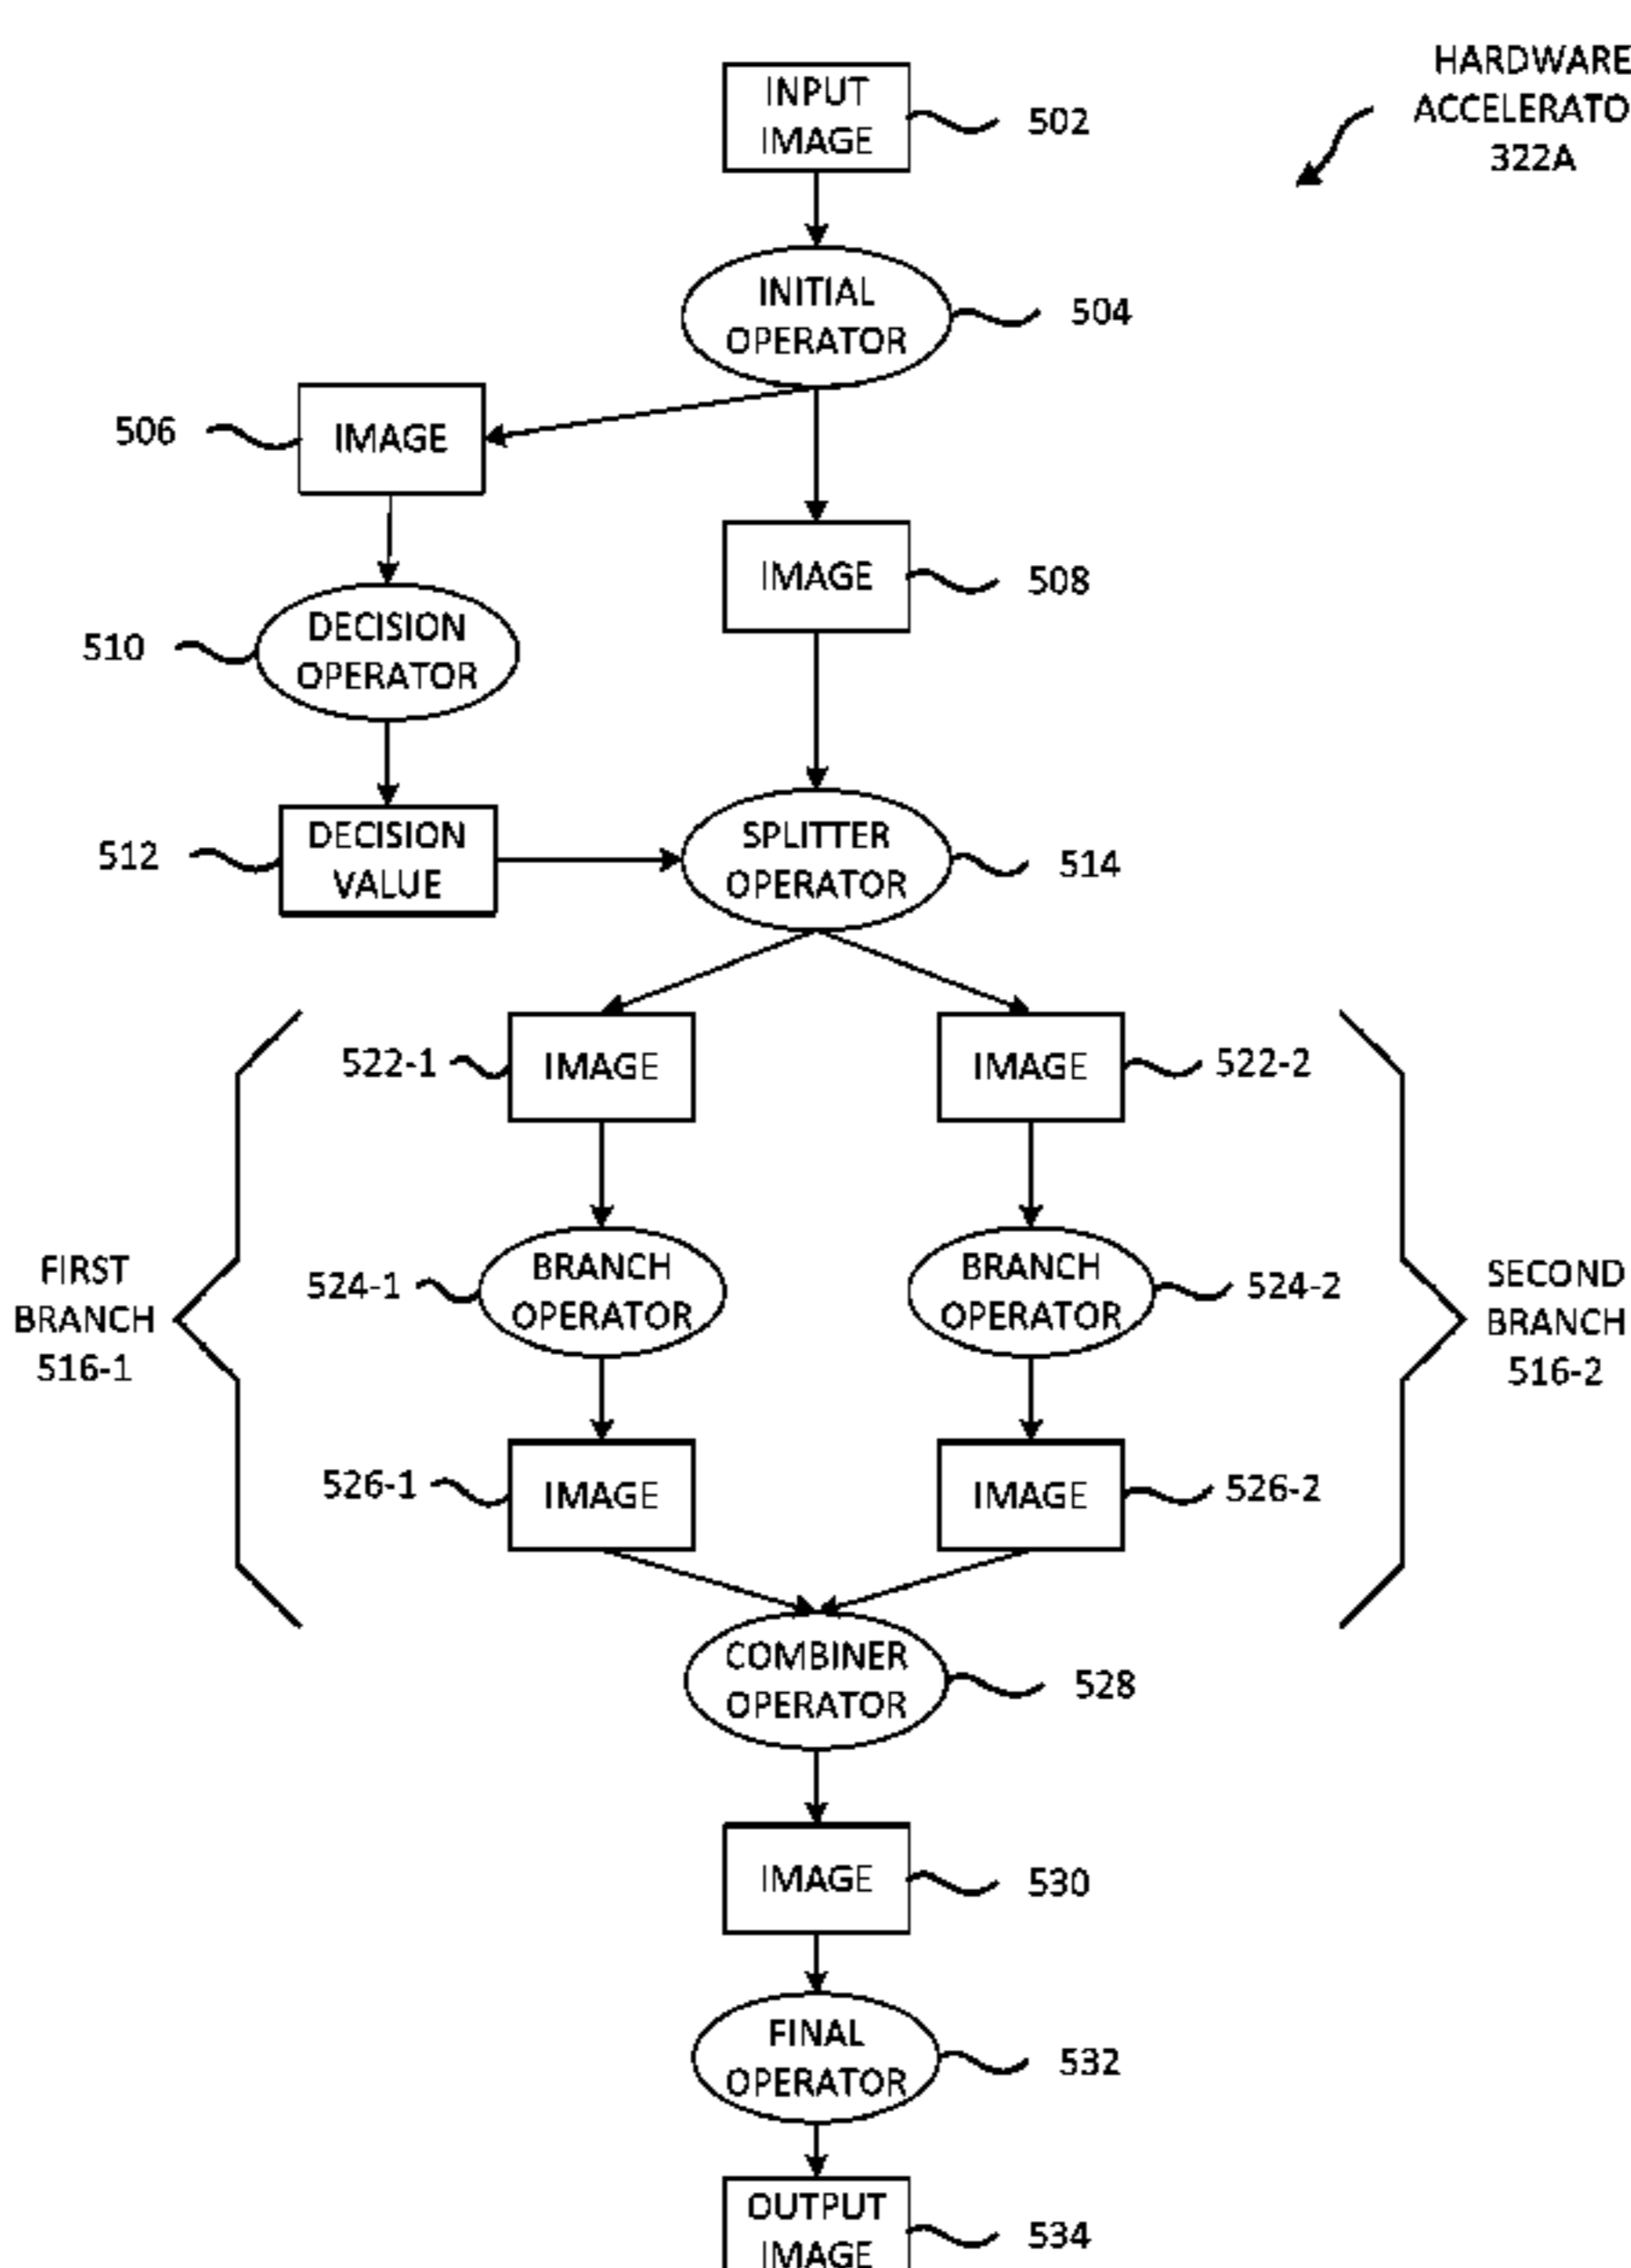 HARDWARE
ACCELERATO
322A
INPUT
IMAGE
502
INITIAL
OPERATOR
504
506
IMAGE
IMAGE
508
510
DECISION
OPERATOR
512
DECISION
VALUE
SPLITTER
OPERATOR
514
522-1
IMAGE
IMAGE
522-2
FIRST
BRANCH
516-1
524-1
BRANCH
OPERATOR
BRANCH
OPERATOR
524-2
SECOND
BRANCH
516-2
526-1
IMAGE
IMAGE
526-2
COMBINER
OPERATOR
528
IMAGE
530
FINAL
OPERATOR
532
OUTPUT
IMAGE
534